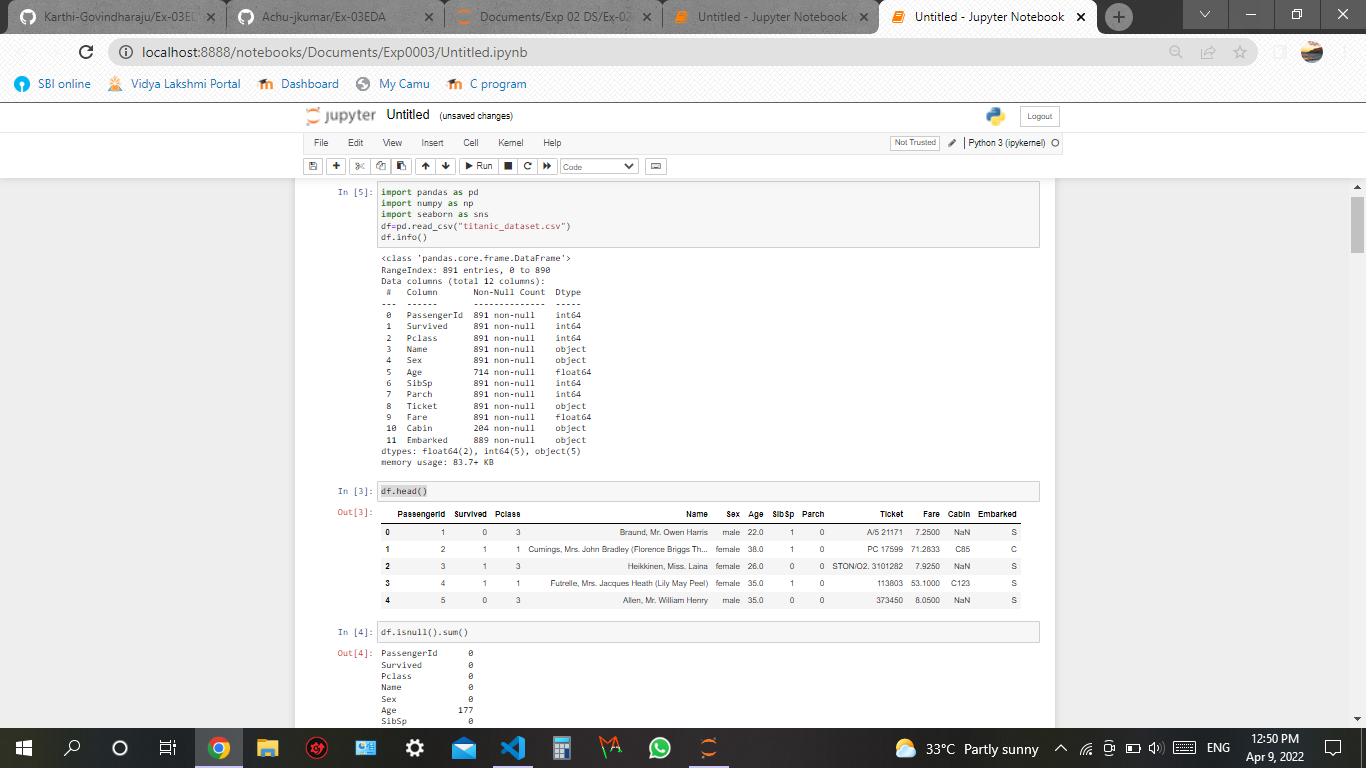 Karthi-Govindharaju/Ex-03ED
Achu-jkumar/Ex-03EDA
Documents/Exp 02 DS/Ex-02
Untitled - Jupyter Notebook
Untitled - Jupyter Notebook
localhost:8888/notebooks/Documents/Exp0003/Untitled.ipynb
SBI online Vidya Lakshmi Portal Dashboard My Camu C program
jupyter Untitled (unsaved changes) Logout
File Edit View Insert Cell Kernel Help Not Trusted Python 3 (ipykernel)
Run Code
In [5]: import pandas as pd
import numpy as np
import seaborn as sns
df=pd.read_csv("titanic_dataset.csv")
df.info()
<class 'pandas.core.frame.DataFrame'>
RangeIndex: 891 entries, 0 to 890
Data columns (total 12 columns):
# Column Non-Null Count Dtype
--- ------ -------------- -----
0 PassengerId 891 non-null int64
1 Survived 891 non-null int64
2 Pclass 891 non-null int64
3 Name 891 non-null object
4 Sex 891 non-null object
5 Age 714 non-null float64
6 SibSp 891 non-null int64
7 Parch 891 non-null int64
8 Ticket 891 non-null object
9 Fare 891 non-null float64
10 Cabin 204 non-null object
11 Embarked 889 non-null object
dtypes: float64(2), int64(5), object(5)
memory usage: 83.7+ KB
In [3]: df.head()
Out[3]: PassengerId Survived Pclass Name Sex Age SibSp Parch Ticket Fare Cabin Embarked
0 1 0 3 Braund, Mr. Owen Harris male 22.0 1 0 A/5 21171 7.2500 NaN S
1 2 1 1 Cumings, Mrs. John Bradley (Florence Briggs Th... female 38.0 1 0 PC 17599 71.2833 C85 C
2 3 1 3 Heikkinen, Miss. Laina female 26.0 0 0 STON/O2. 3101282 7.9250 NaN S
3 4 1 1 Futrelle, Mrs. Jacques Heath (Lily May Peel) female 35.0 1 0 113803 53.1000 C123 S
4 5 0 3 Allen, Mr. William Henry male 35.0 0 0 373450 8.0500 NaN S
In [4]: df.isnull().sum()
Out[4]: PassengerId 0
Survived 0
Pclass 0
Name 0
Sex 0
Age 177
SibSp 0
33°C Partly sunny ENG 12:50 PM
Apr 9, 2022